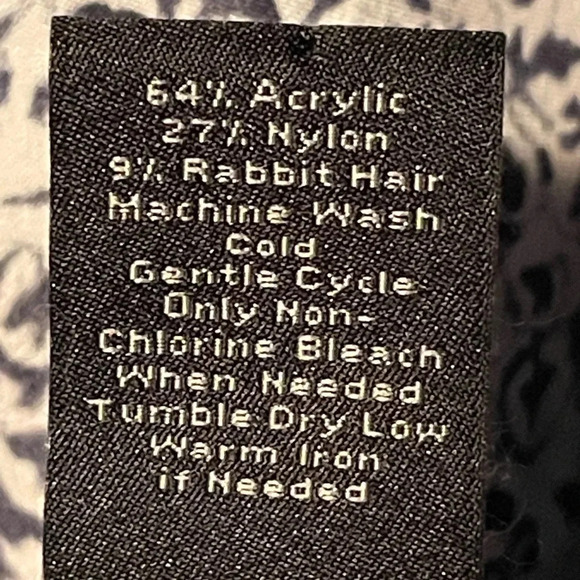 64% Acrylic
27% Nylon
9% Rabbit Hair
Machine Wash
Cold
Gentle Cycle
Only Non-
Chlorine Bleach
When Needed
Tumble Dry Low
Warm Iron
if Needed